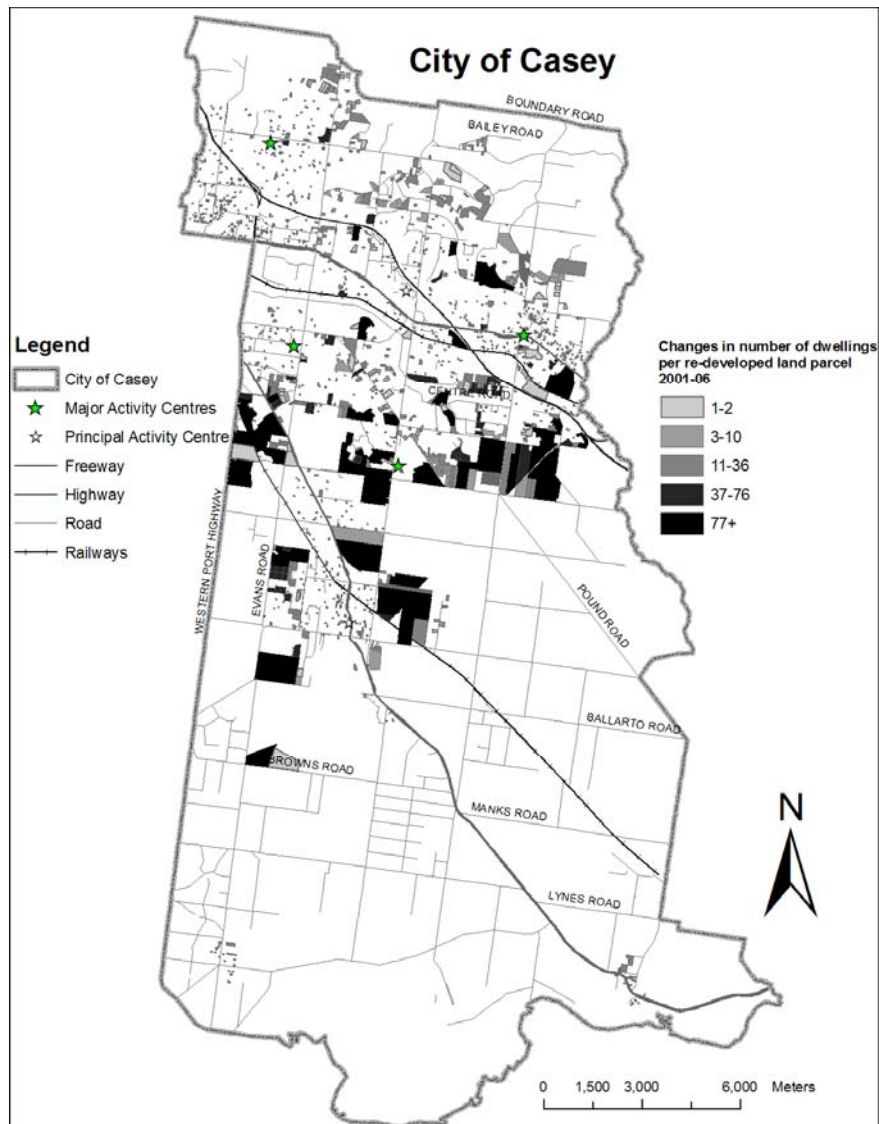 City of Casey
BOUNDARY ROAD
BAILEY ROAD
Legend
City of Casey
Major Activity Centres
Principal Activity Centre
Freeway
Highway
Road
Railways
Changes in number of dwellings
per re-developed land parcel
2001-06
1-2
3-10
11-36
37-76
77+
CENTRE ROAD
WESTERN PORT HIGHWAY
EVANS ROAD
POUND ROAD
BALLARTO ROAD
BROWNS ROAD
MANKS ROAD
N
LYNES ROAD
0 1,500 3,000 6,000 Meters